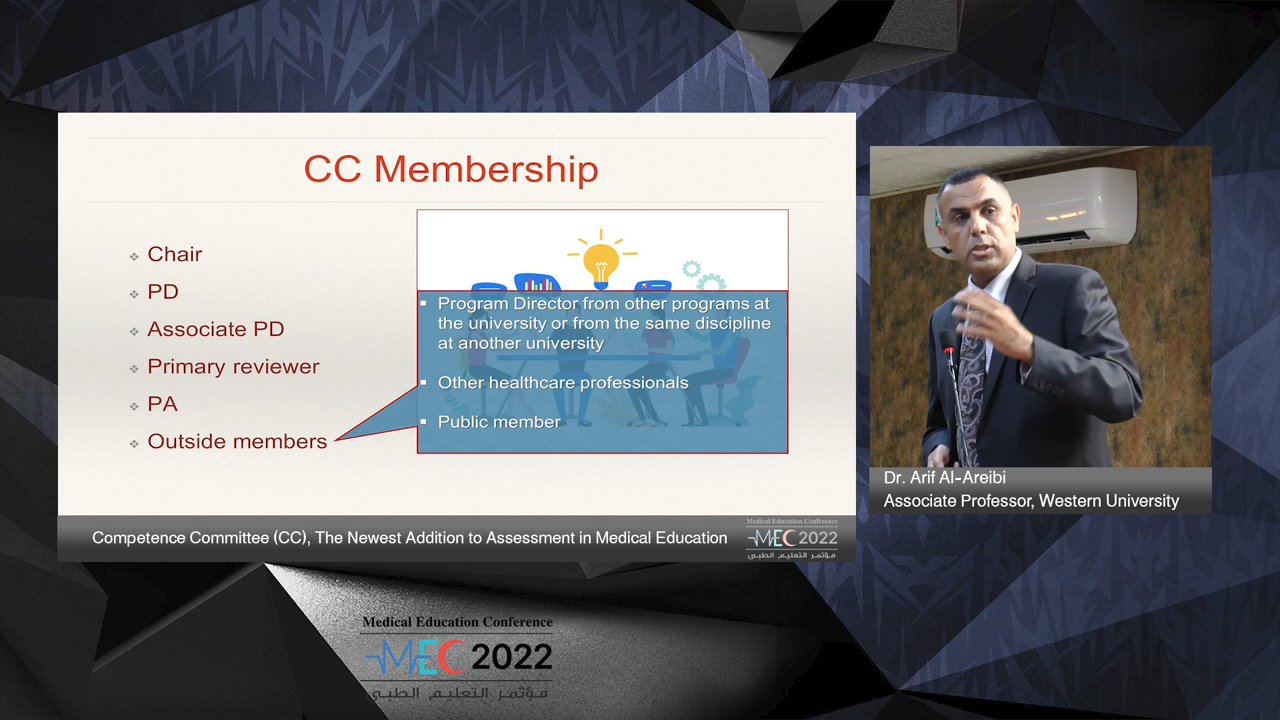 CC Membership
Chair
PD
Associate PD
Primary reviewer
PA
Outside members
Program Director from other programs at
the university or from the same discipline
at another university
Other healthcare professionals
Public member
Dr. Arif Al-Areibi
Associate Professor, Western University
Competence Committee (CC), The Newest Addition to Assessment in Medical Education
Medical Education Conference
MEC 2022
مؤتمر التعليم الطبي
Medical Education Conference
MEC 2022
مؤتمر التعليم الطبي